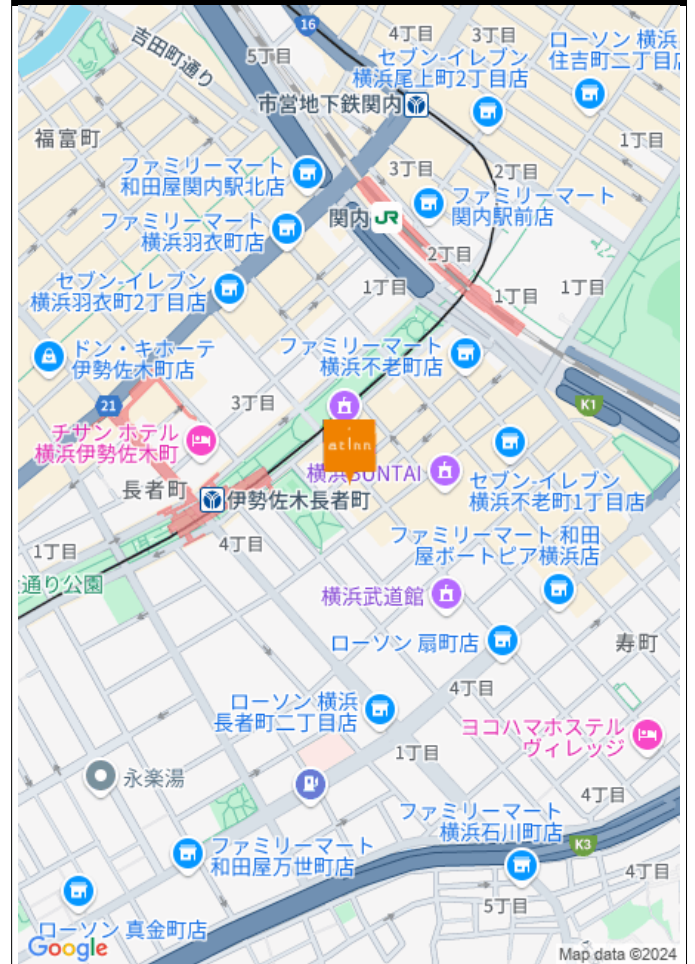 16
4丁目
3丁目
ローソン 横浜
住吉町二丁目
吉田町通り
5丁目
セブン-イレブン
横浜尾上町2丁目店
市営地下鉄関内
福富町
1丁目
ファミリーマート
和田屋関内駅北店
3丁目
2丁目
ファミリーマート
関内駅前店
ファミリーマート
横浜羽衣町店
関内
JR
2丁目
セブン-イレブン
横浜羽衣町2丁目店
1丁目
1丁目
1丁目
ドン・キホーテ
伊勢佐木町店
ファミリーマート
横浜不老町店
21
3丁目
K1
チサン ホテル
横浜伊勢佐木町
at inn
横浜BUNTAI
セブン-イレブン
横浜不老町1丁目店
長者町
伊勢佐木長者町
1丁目
4丁目
ファミリーマート 和田
屋ボートピア横浜店
通り公園
横浜武道館
ローソン 扇町店
寿町
4丁目
ローソン 横浜
長者町二丁目店
ヨコハマホステル
ヴィレッジ
1丁目
永楽湯
4丁目
ファミリーマート
横浜石川町店
K3
ファミリーマート
和田屋万世町店
4丁目
5丁目
ローソン 真金町店
Google
Map data ©2024